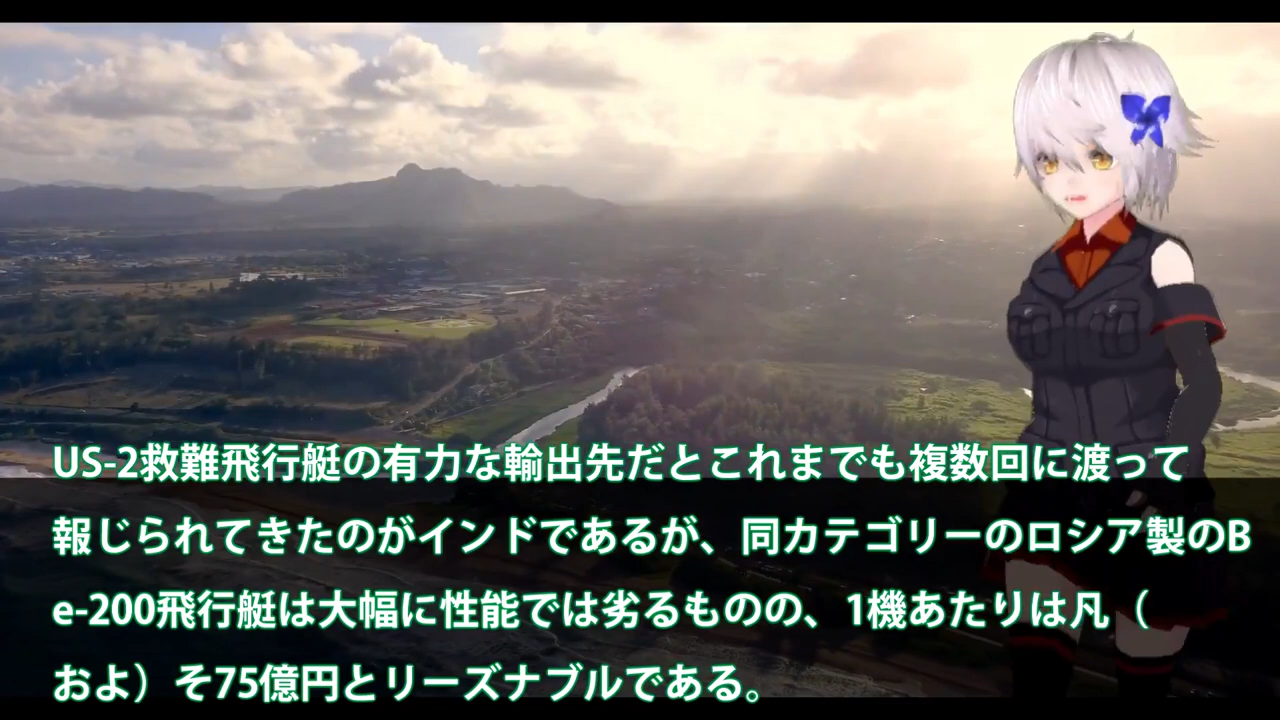 US-2救難飛行艇の有力な輸出先だとこれまでも複数回に渡って
報じられてきたのがインドであるが、同カテゴリーのロシア製のB
e-200飛行艇は大幅に性能では劣るものの、1機あたりは凡（
およ）そ75億円とリーズナブルである。